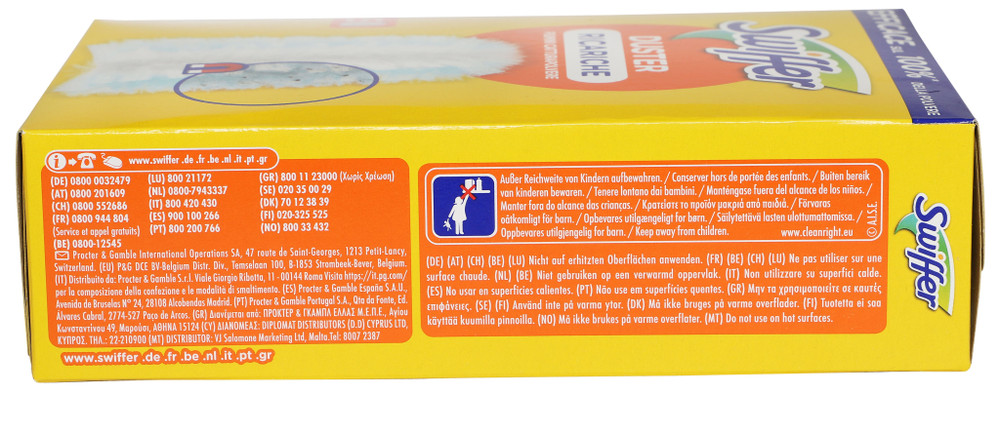 EFFICACE SU 100% DELLA POLVERE
Swiffer
DUSTER
RICARICHE
PIUMINI CATTURAPOLVERE
www.swiffer .de .fr .be .nl .it .pt .gr
(DE) 0800 0032479
(AT) 0800 201609
(CH) 0800 552686
(FR) 0800 944 804
(Service et appel gratuits)
(BE) 0800-12545
(LU) 800 21172
(NL) 0800-7943337
(IT) 800 420 430
(ES) 900 100 266
(PT) 800 200 766
(GR) 800 11 23000 (Χωρίς Χρέωση)
(SE) 020 35 00 29
(DK) 70 12 38 39
(FI) 020-325 525
(NO) 800 33 432
Procter & Gamble International Operations SA, 47 route de Saint-Georges, 1213 Petit-Lancy,
Switzerland. (EU) P&G DCE BV-Belgium Distr. Div., Temselaan 100, B-1853 Strombeek-Bever, Belgium.
(IT) Distribuito da: Procter & Gamble S.r.l. Viale Giorgio Ribotta, 11 - 00144 Roma Visita https://it.pg.com/
per la composizione della confezione e le modalità di smaltimento. (ES) Procter & Gamble España S.A.U.,
Avenida de Bruselas Nº 24, 28108 Alcobendas Madrid. (PT) Procter & Gamble Portugal S.A., Qta da Fonte, Ed.
Álvares Cabral, 2774-527 Paço de Arcos. (GR) Διανέμεται από: ΠΡΟΚΤΕΡ & ΓΚΑΜΠΛ ΕΛΛΑΣ Μ.Ε.Π.Ε., Αγίου
Κωνσταντίνου 49, Μαρούσι, ΑΘΗΝΑ 15124 (CY) ΔΙΑΝΟΜΕΑΣ: DIPLOMAT DISTRIBUTORS (D.D) CYPRUS LTD,
ΚΥΠΡΟΣ. ΤΗΛ.: 22-210900 (MT) DISTRIBUTOR: VJ Salomone Marketing Ltd, Malta.Tel: 8007 2387
www.swiffer .de .fr .be .nl .it .pt .gr
Außer Reichweite von Kindern aufbewahren. / Conserver hors de portée des enfants. / Buiten bereik
van kinderen bewaren. / Tenere lontano dai bambini. / Manténgase fuera del alcance de los niños. /
Manter fora do alcance das crianças. / Κρατείστε το προϊόν μακριά από παιδιά. / Förvaras
oåtkomligt för barn. / Opbevares utilgængeligt for børn. / Säilytettävä lasten ulottumattomissa. /
Oppbevares utilgjengelig for barn. / Keep away from children.
www.cleanright.eu
© A.I.S.E.
(DE) (AT) (CH) (BE) (LU) Nicht auf erhitzten Oberflächen anwenden. (FR) (BE) (CH) (LU) Ne pas utiliser sur une
surface chaude. (NL) (BE) Niet gebruiken op een verwarmd oppervlak. (IT) Non utilizzare su superfici calde.
(ES) No usar en superficies calientes. (PT) Não use em superfícies quentes. (GR) Μην το χρησιμοποιείτε σε καυτές
επιφάνειες. (SE) (FI) Använd inte på varma ytor. (DK) Må ikke bruges på varme overflader. (FI) Tuotetta ei saa
käyttää kuumilla pinnoilla. (NO) Må ikke brukes på varme overflater. (MT) Do not use on hot surfaces.
Swiffer